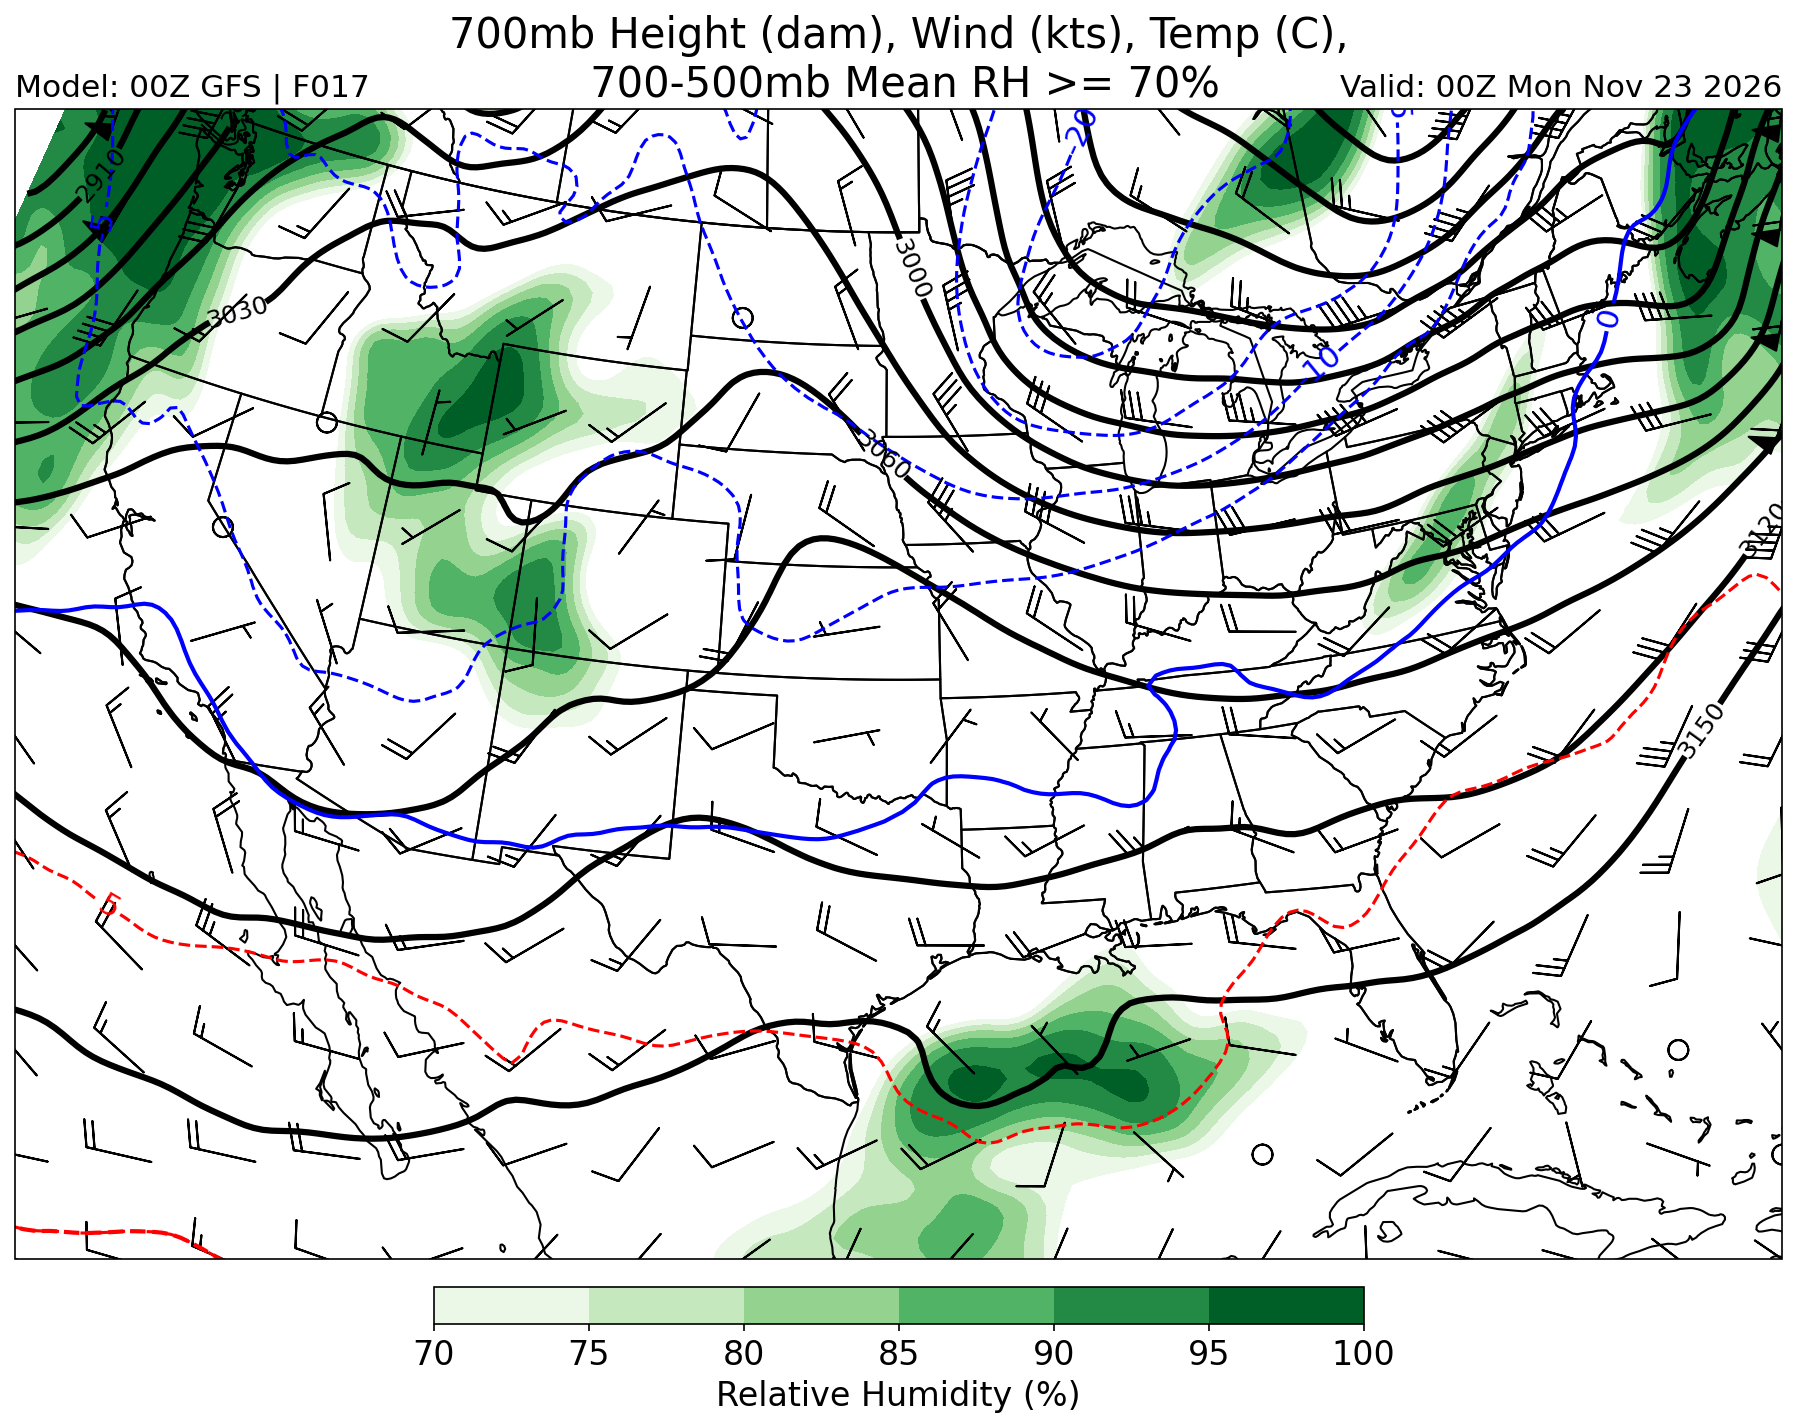 700mb Height (dam), Wind (kts), Temp (C),
700-500mb Mean RH >= 70%
Model: 00Z GFS | F017
Valid: 00Z Mon Nov 23 2026
2910
-5
3030
3000
-20
-10
0
3060
3120
3150
5
70 75 80 85 90 95 100
Relative Humidity (%)